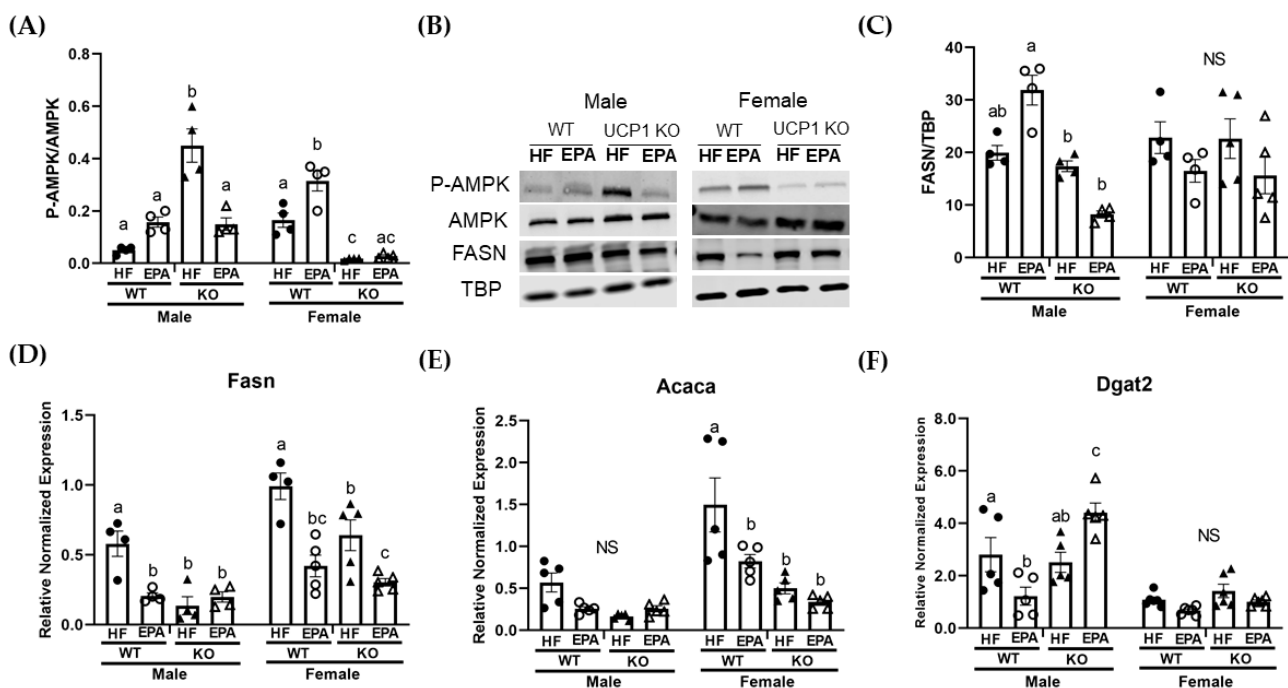 (A)
P-AMPK/AMPK
0.8
0.6
0.4
0.2
0.0
a
a
b
a
a
b
c
ac
HF EPA HF EPA HF EPA HF EPA
WT KO WT KO
Male Female
(B)
Male Female
WT UCP1 KO WT UCP1 KO
HF EPA HF EPA HF EPA HF EPA
P-AMPK
AMPK
FASN
TBP
(C)
FASN/TBP
40
30
20
10
0
ab
a
b
b
NS
HF EPA HF EPA HF EPA HF EPA
WT KO WT KO
Male Female
(D)
Fasn
Relative Normalized Expression
1.5
1.0
0.5
0.0
a
b
b
b
a
bc
b
c
HF EPA HF EPA HF EPA HF EPA
WT KO WT KO
Male Female
(E)
Acaca
Relative Normalized Expression
2.5
2.0
1.5
1.0
0.5
0.0
NS
a
b
b
b
HF EPA HF EPA HF EPA HF EPA
WT KO WT KO
Male Female
(F)
Dgat2
Relative Normalized Expression
8.0
6.0
4.0
2.0
0.0
a
b
ab
c
NS
HF EPA HF EPA HF EPA HF EPA
WT KO WT KO
Male Female